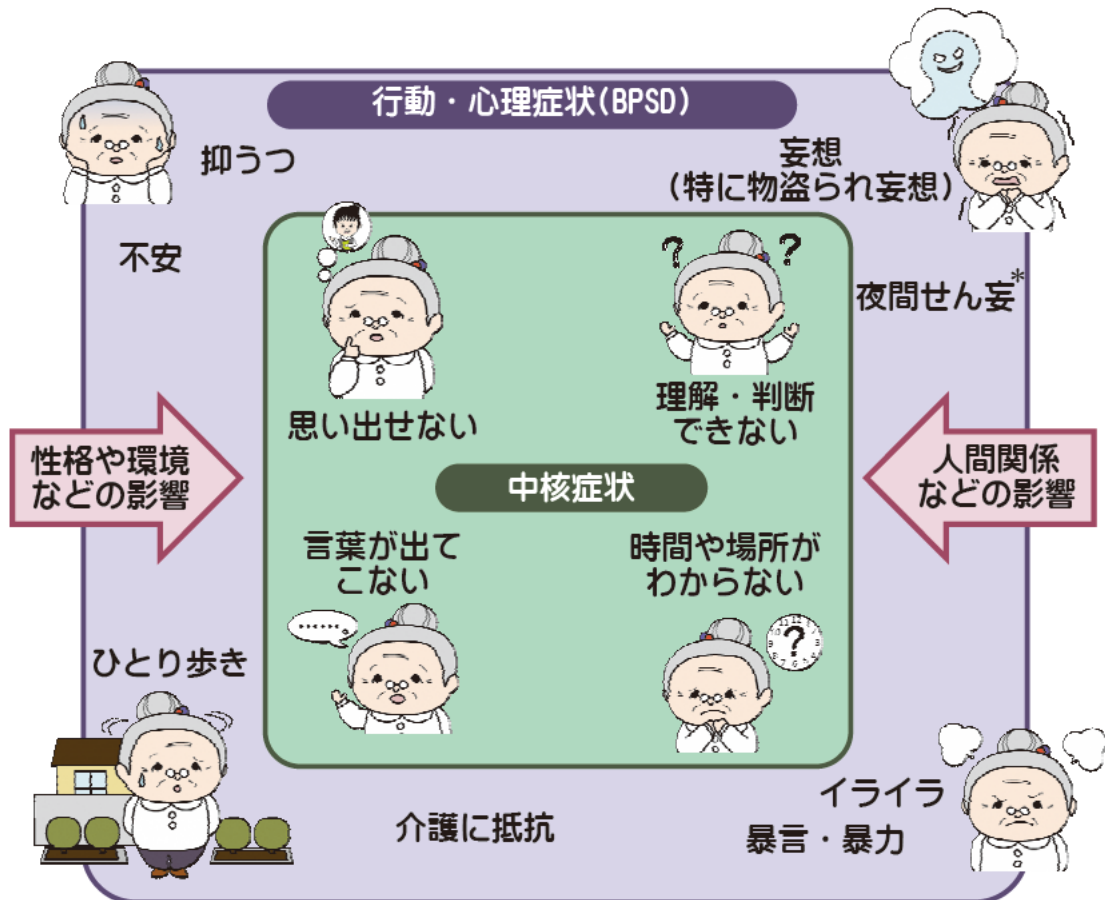 行動・心理症状(BPSD)
抑うつ
妄想
(特に物盗られ妄想)
不安
夜間せん妄*
思い出せない
理解・判断
できない
性格や環境
などの影響
人間関係
などの影響
中核症状
言葉が出て
こない
時間や場所が
わからない
ひとり歩き
介護に抵抗
イライラ
暴言・暴力